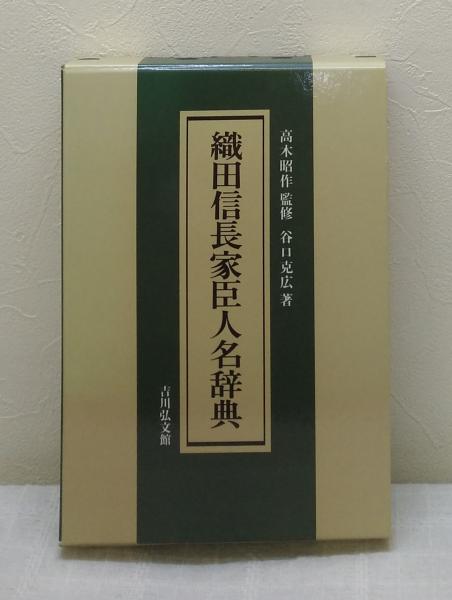 高木昭作 監修 谷口克広 著
織田信長家臣人名辞典
吉川弘文館